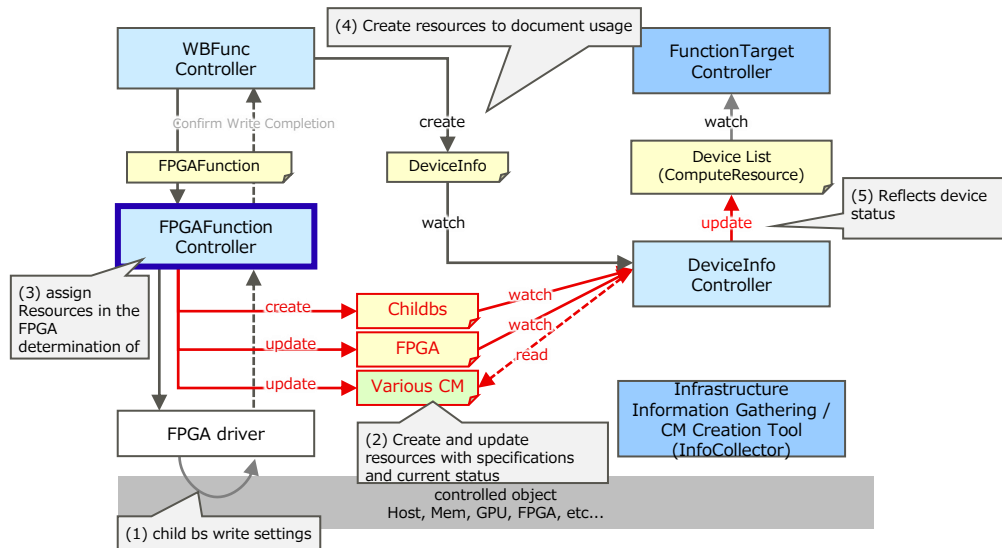 (4) Create resources to document usage
WBFunc
Controller
FunctionTarget
Controller
Confirm Write Completion
create
watch
FPGAFunction
DeviceInfo
Device List
(ComputeResource)
(5) Reflects device
status
FPGAFunction
Controller
watch
update
DeviceInfo
Controller
(3) assign
Resources in the
FPGA
determination of
create
Childbs
watch
update
FPGA
watch
read
update
Various CM
Infrastructure
Information Gathering /
CM Creation Tool
(InfoCollector)
FPGA driver
(2) Create and update
resources with specifications
and current status
controlled object
Host, Mem, GPU, FPGA, etc...
(1) child bs write settings